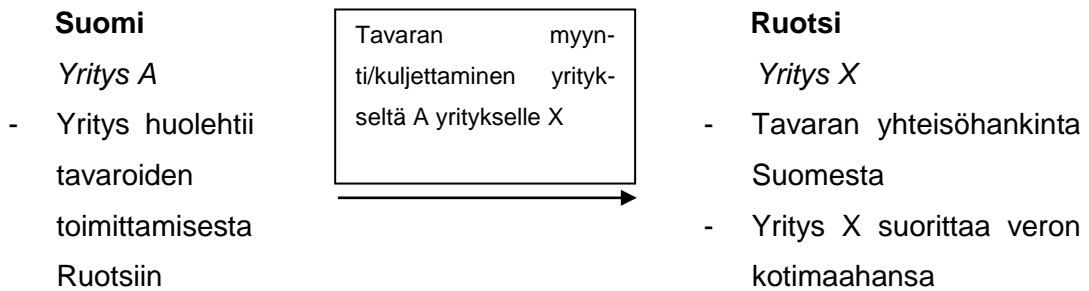 Suomi
Yritys A
- Yritys huolehtii
tavaroiden
toimittamisesta
Ruotsiin
Tavaran myyn-
ti/kuljettaminen yrityk-
seltä A yritykselle X
Ruotsi
Yritys X
- Tavaran yhteisöhankinta
Suomesta
- Yritys X suorittaa veron
kotimaahansa